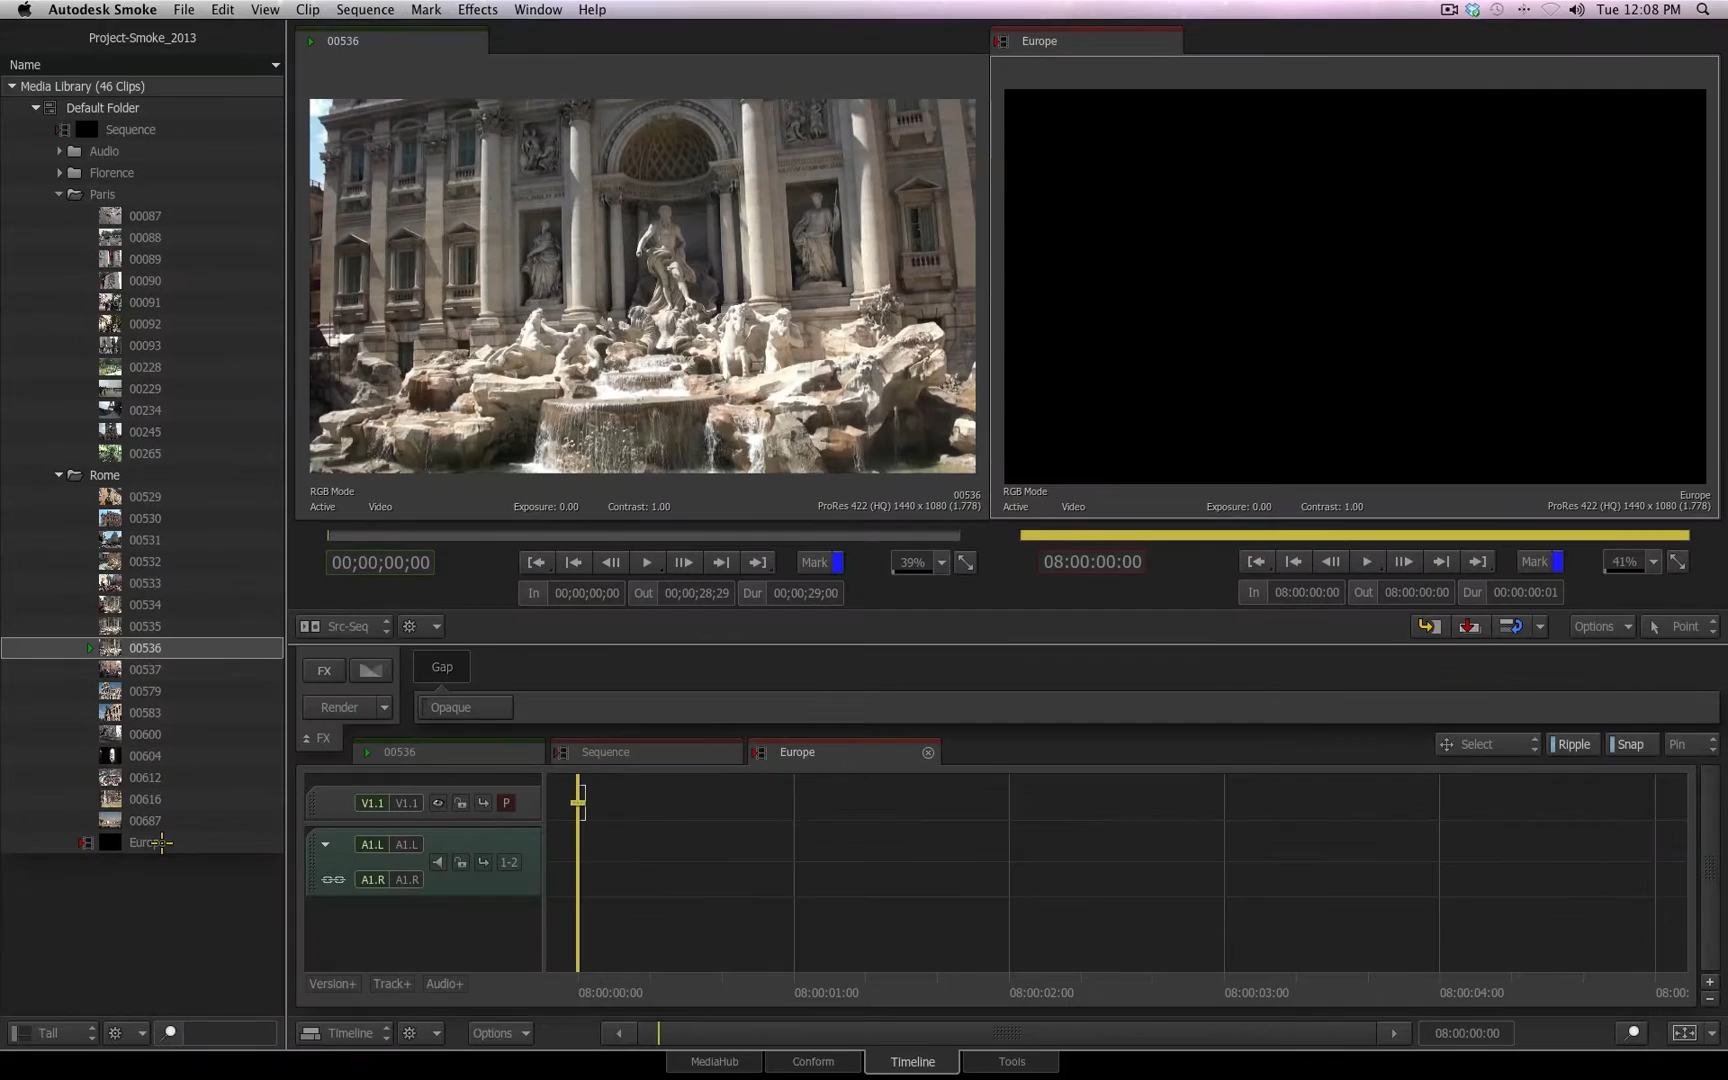 Autodesk Smoke File Edit View Clip Sequence Mark Effects Window Help Tue 12:08 PM
Project-Smoke_2013
Name
Media Library (46 Clips)
Default Folder
Sequence
Audio
Florence
Paris
00087
00088
00089
00090
00091
00092
00093
00228
00229
00234
00245
00265
Rome
00529
00530
00531
00532
00533
00534
00535
00536
00537
00579
00583
00600
00604
00612
00616
00687
Tall
00536
RGB Mode 00536
Active Video Exposure: 0.00 Contrast: 1.00 ProRes 422 (HQ) 1440 x 1080 (1.778)
00;00;00;00 Mark 39%
In 00;00;00;00 Out 00;00;28;29 Dur 00;00;29;00
Europe
RGB Mode Europe
Active Video Exposure: 0.00 Contrast: 1.00 ProRes 422 (HQ) 1440 x 1080 (1.778)
08:00:00:00 Mark 41%
In 08:00:00:00 Out 08:00:00:00 Dur 00:00:00:01
Src-Seq Options Point
FX Gap
Render Opaque
FX 00536 Sequence Europe Select Ripple Snap Pin
V1.1 V1.1 P
A1.L A1.L
1-2
A1.R A1.R
Version+ Track+ Audio+
08:00:00:00 08:00:01:00 08:00:02:00 08:00:03:00 08:00:04:00 08:00:
Timeline Options 08:00:00:00
MediaHub Conform Timeline Tools